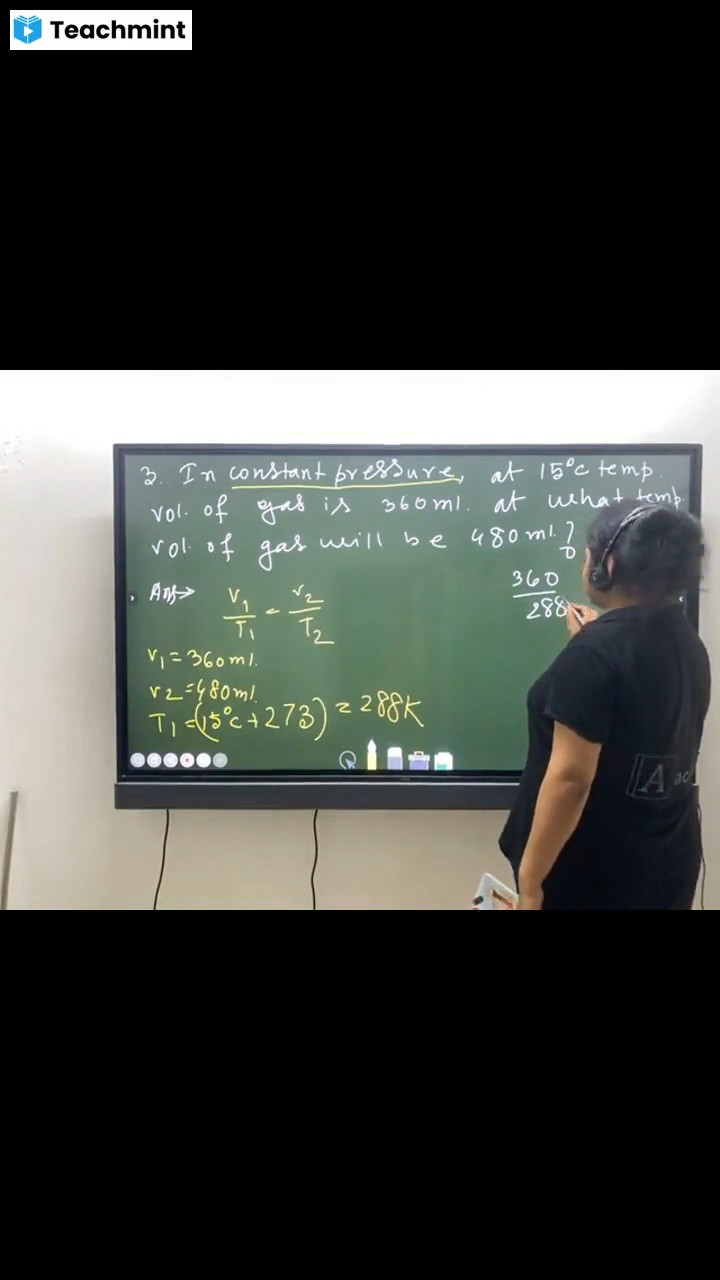 Teachmint
3. In constant pressure, at 15°c temp.
vol. of gas is 360ml. at what temp.
vol. of gas will be 480ml.?
Ans→ V1/T1 = V2/T2
360/288
V1 = 360ml.
V2 = 480ml.
T1 = (15°c + 273) = 288K
A